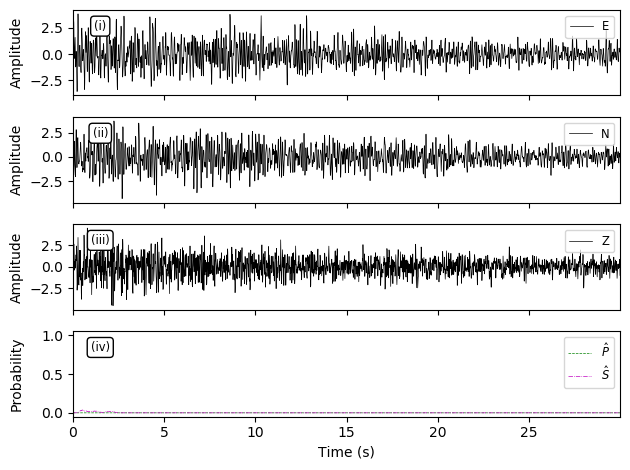 Amplitude
2.5
0.0
−2.5
(i)
E
Amplitude
2.5
0.0
−2.5
(ii)
N
Amplitude
2.5
0.0
−2.5
(iii)
Z
Probability
1.0
0.5
0.0
(iv)
P̂
Ŝ
0 5 10 15 20 25
Time (s)